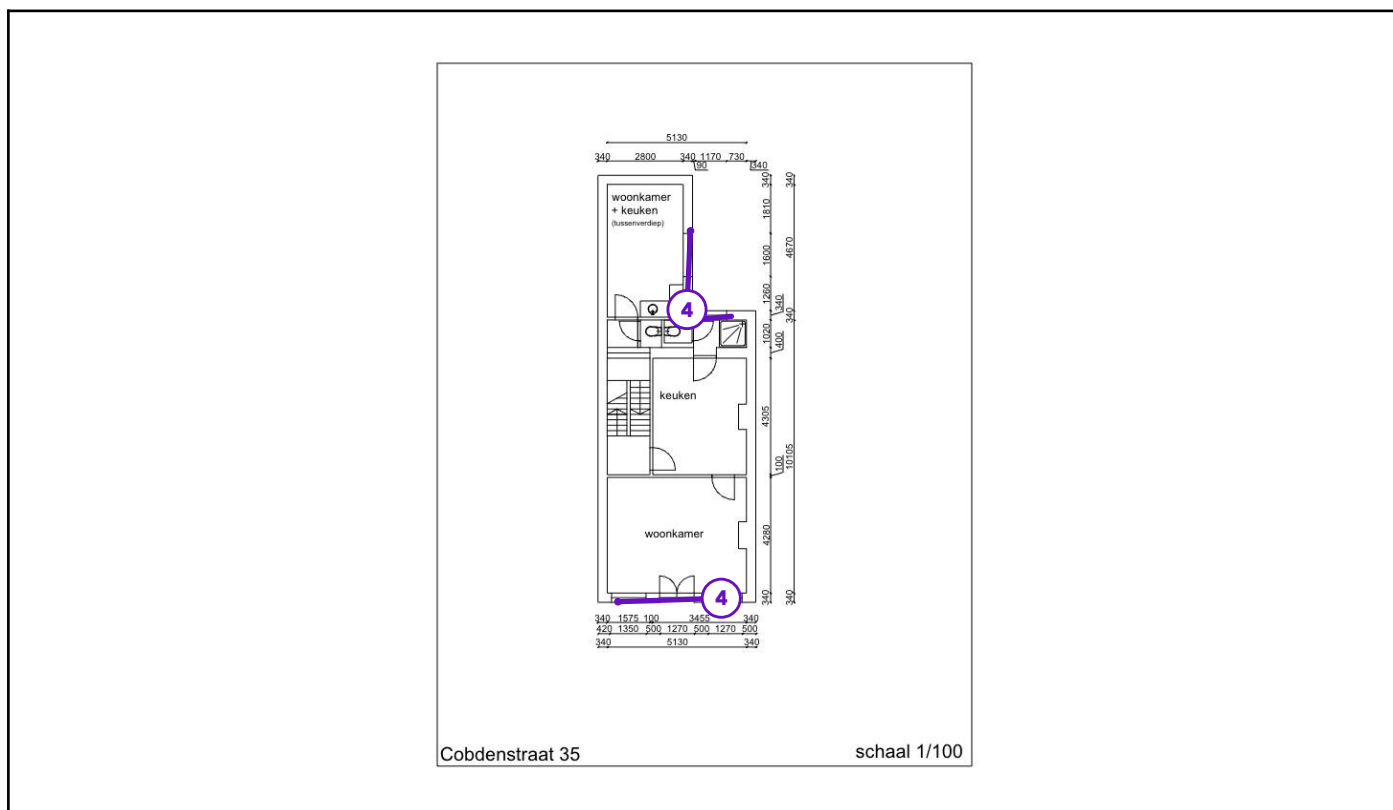 5130
340 2800 340 1170 730
90 340
woonkamer
+ keuken
(tussenverdiep)
340 340
1810
4670
1600
1260 340
340
4
1020 400
keuken
4305
100 10105
woonkamer
4280
4
340 340
340 1575 100 3455 340
420 1350 500 1270 500 1270 500
340 5130 340
Cobdenstraat 35
schaal 1/100